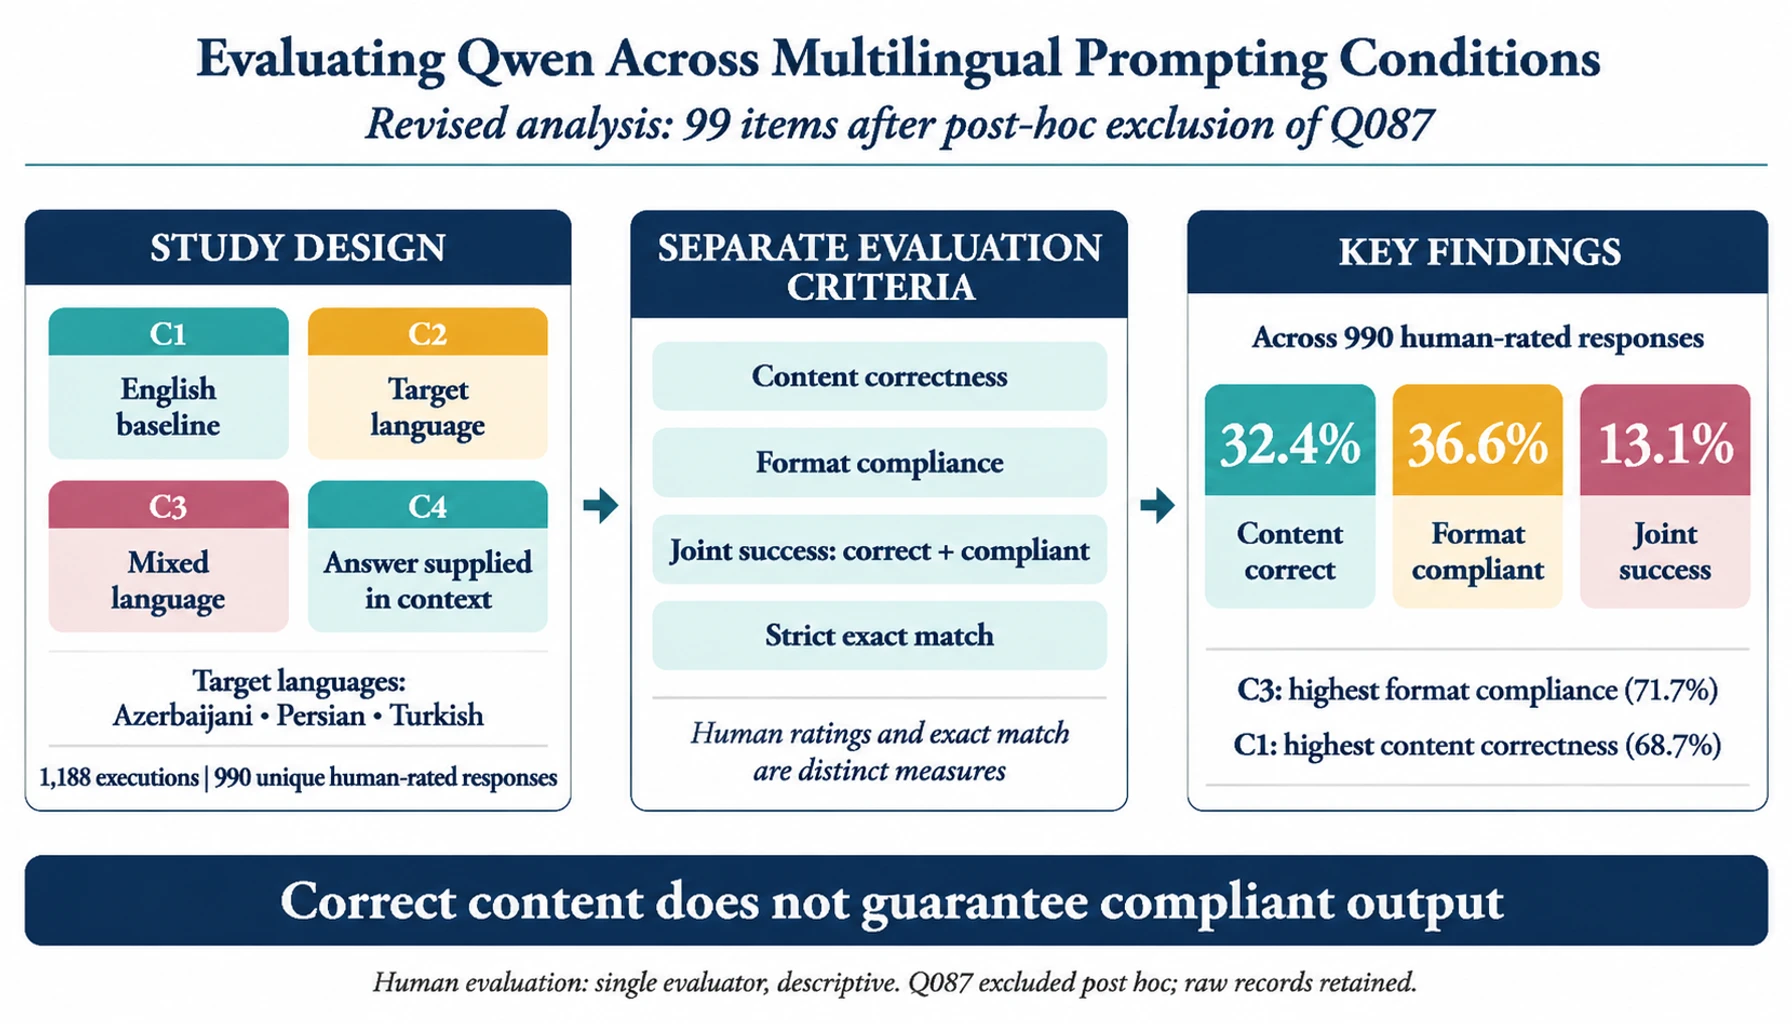 Evaluating Qwen Across Multilingual Prompting Conditions
Revised analysis: 99 items after post-hoc exclusion of Q087
STUDY DESIGN
C1
English
baseline
C2
Target
language
C3
Mixed
language
C4
Answer supplied
in context
Target languages:
Azerbaijani • Persian • Turkish
1,188 executions | 990 unique human-rated responses
SEPARATE EVALUATION
CRITERIA
Content correctness
Format compliance
Joint success: correct + compliant
Strict exact match
Human ratings and exact match
are distinct measures
KEY FINDINGS
Across 990 human-rated responses
32.4%
Content
correct
36.6%
Format
compliant
13.1%
Joint
success
C3: highest format compliance (71.7%)
C1: highest content correctness (68.7%)
Correct content does not guarantee compliant output
Human evaluation: single evaluator, descriptive. Q087 excluded post hoc; raw records retained.